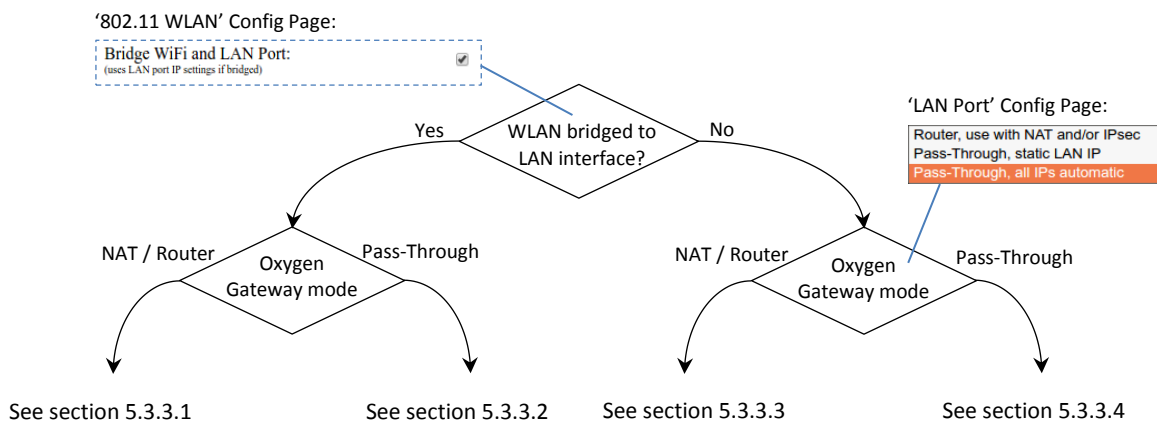 ‘802.11 WLAN’ Config Page:
Bridge WiFi and LAN Port:
(uses LAN port IP settings if bridged)
‘LAN Port’ Config Page:
Router, use with NAT and/or IPsec
Pass-Through, static LAN IP
Pass-Through, all IPs automatic
Yes
WLAN bridged to
LAN interface?
No
NAT / Router
Oxygen
Gateway mode
Pass-Through
NAT / Router
Oxygen
Gateway mode
Pass-Through
See section 5.3.3.1
See section 5.3.3.2
See section 5.3.3.3
See section 5.3.3.4